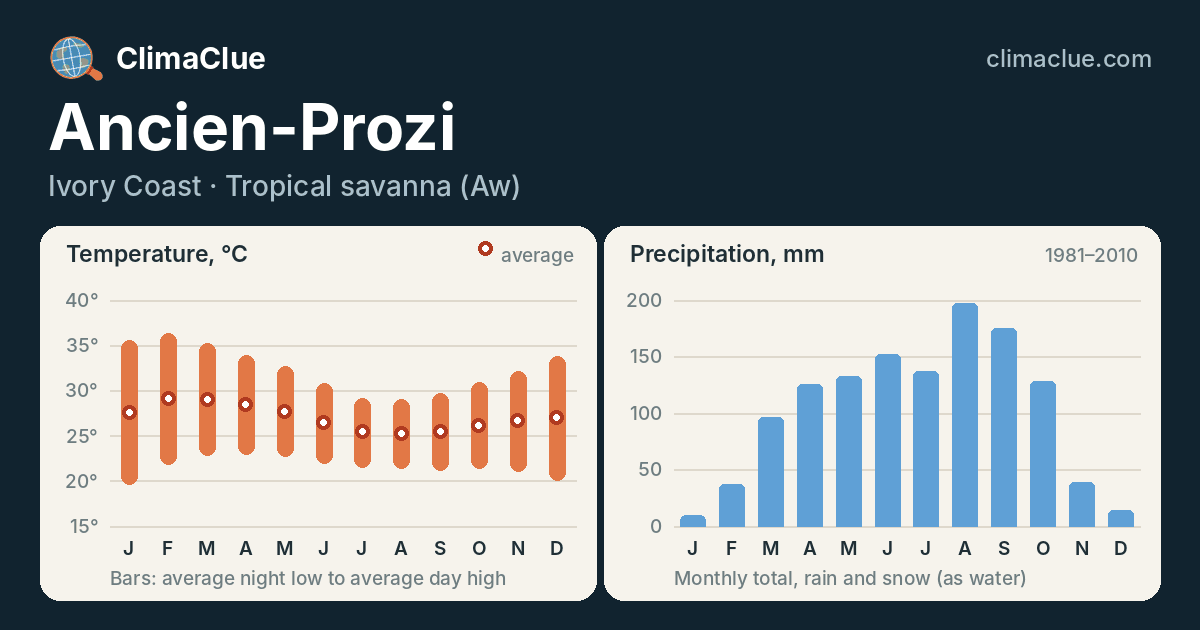 ClimaClue
climaclue.com
Ancien-Prozi
Ivory Coast · Tropical savanna (Aw)
Temperature, °C
average
40°
35°
30°
25°
20°
15°
J F M A M J J A S O N D
Bars: average night low to average day high
Precipitation, mm
1981–2010
200
150
100
50
0
J F M A M J J A S O N D
Monthly total, rain and snow (as water)